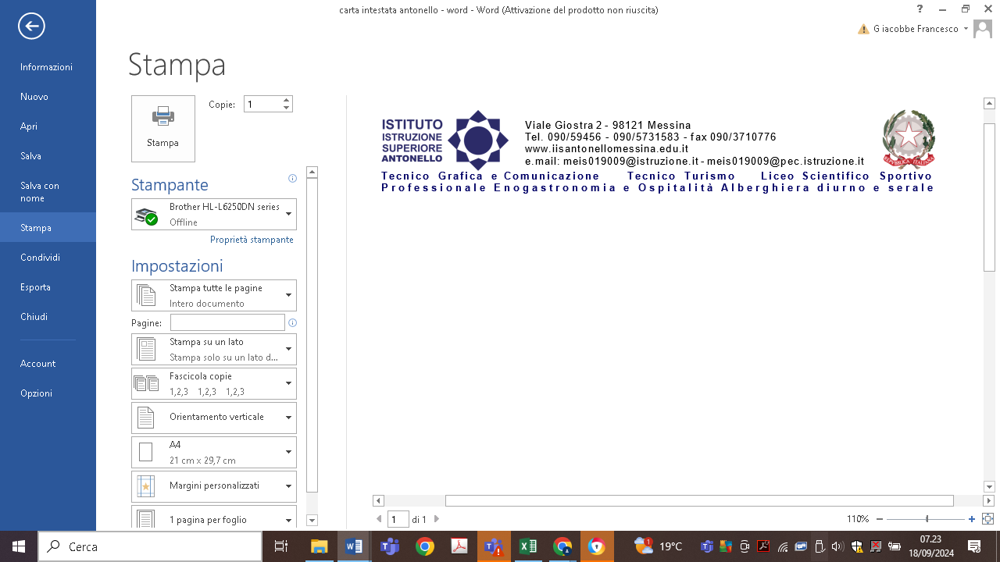 carta intestata antonello - word - Word (Attivazione del prodotto non riuscita)
?
G iacobbe Francesco
Informazioni
Nuovo
Apri
Salva
Salva con
nome
Stampa
Condividi
Esporta
Chiudi
Account
Opzioni
Stampa
Stampa
Copie: 1
Stampante
Brother HL-L6250DN series
Offline
Proprietà stampante
Impostazioni
Stampa tutte le pagine
Intero documento
Pagine:
Stampa su un lato
Stampa solo su un lato d...
Fascicola copie
1,2,3 1,2,3 1,2,3
Orientamento verticale
A4
21 cm x 29,7 cm
Margini personalizzati
1 pagina per foglio
ISTITUTO
ISTRUZIONE
SUPERIORE
ANTONELLO
Viale Giostra 2 - 98121 Messina
Tel. 090/59456 - 090/5731583 - fax 090/3710776
www.iisantonellomessina.edu.it
e.mail: meis019009@istruzione.it - meis019009@pec.istruzione.it
REPVBBLICA ITALIANA
Tecnico Grafica e Comunicazione Tecnico Turismo Liceo Scientifico Sportivo
Professionale Enogastronomia e Ospitalità Alberghiera diurno e serale
1 di 1
110%
Cerca
1
19°C
07.23
18/09/2024